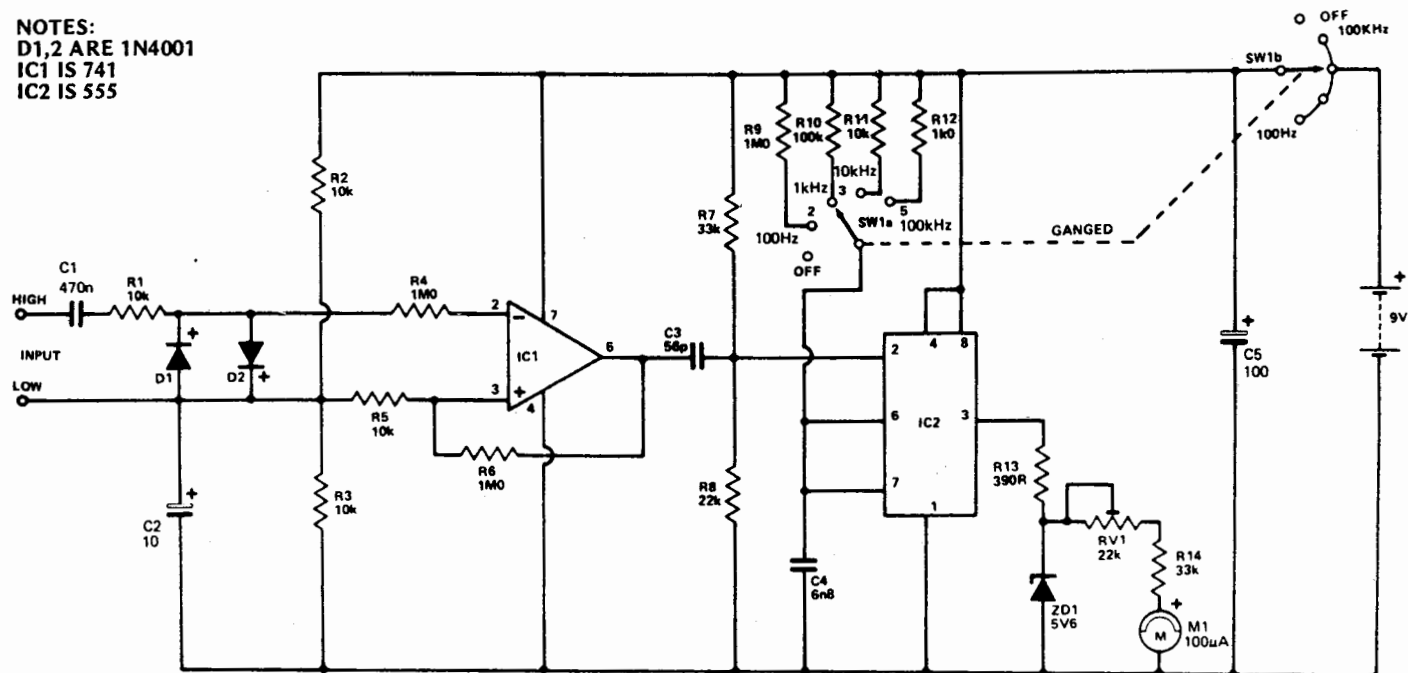 NOTES:
D1,2 ARE 1N4001
IC1 IS 741
IC2 IS 555
OFF
100KHz
SW1b
100Hz
R9
1M0
R10
100k
R11
10k
R12
1k0
R2
10k
R7
33k
10kHz
1kHz
3
2
5
SW1a
100kHz
100Hz
OFF
GANGED
C1
470n
R1
10k
HIGH
R4
1M0
2
–
7
IC1
6
C3
56p
2
4
8
+
9V
+
C5
100
INPUT
+
D1
D2
+
LOW
3
+
4
R5
10k
R6
1M0
6
IC2
3
7
1
R8
22k
R13
390R
R3
10k
+
C2
10
RV1
22k
R14
33k
C4
6n8
ZD1
5V6
+
M
M1
100µA